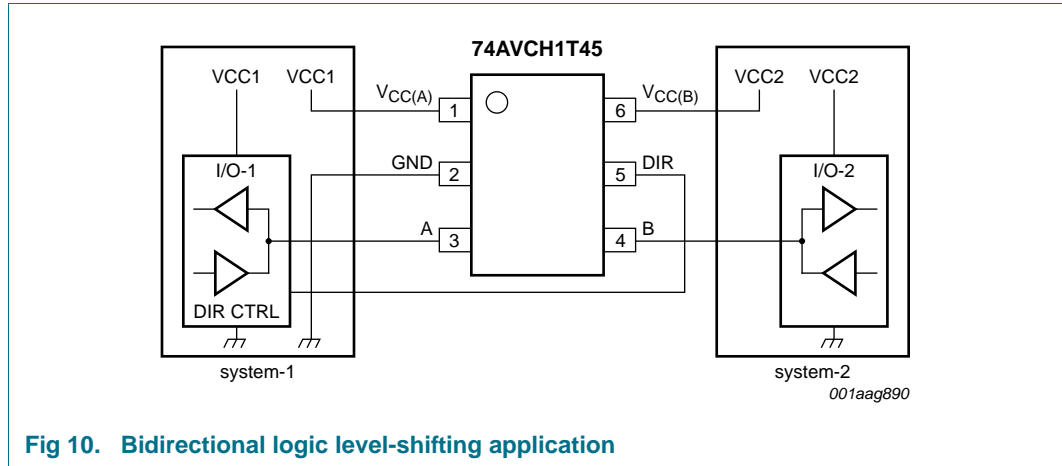 74AVCH1T45
VCC1 VCC1 VCC2 VCC2
VCC(A) 1 6 VCC(B)
I/O-1 GND 2 5 DIR I/O-2
A 3 4 B
DIR CTRL
system-1 system-2
001aag890
Fig 10. Bidirectional logic level-shifting application